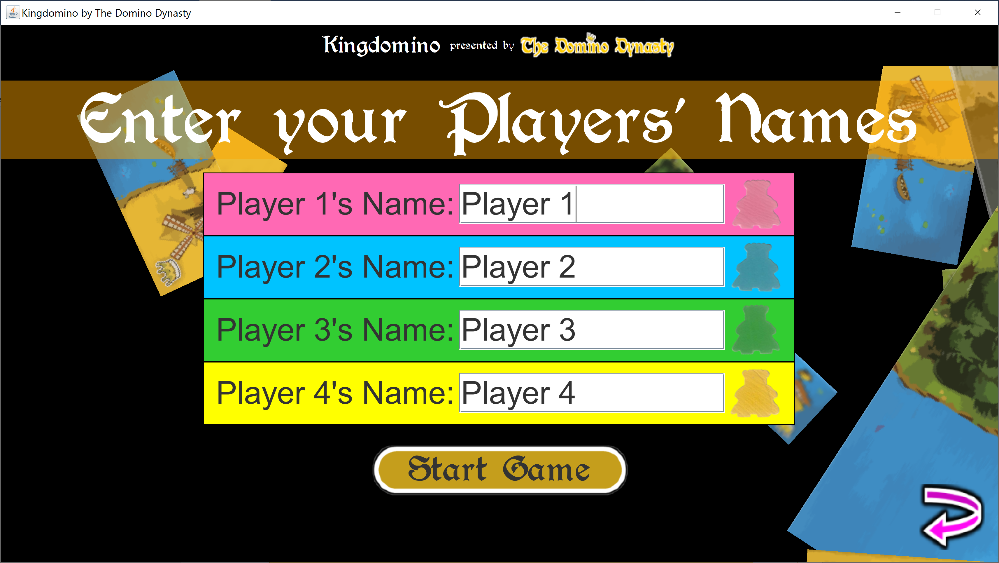 Kingdomino by The Domino Dynasty
Kingdomino presented by The Domino Dynasty
Enter your Players' Names
Player 1's Name: Player 1
Player 2's Name: Player 2
Player 3's Name: Player 3
Player 4's Name: Player 4
Start Game